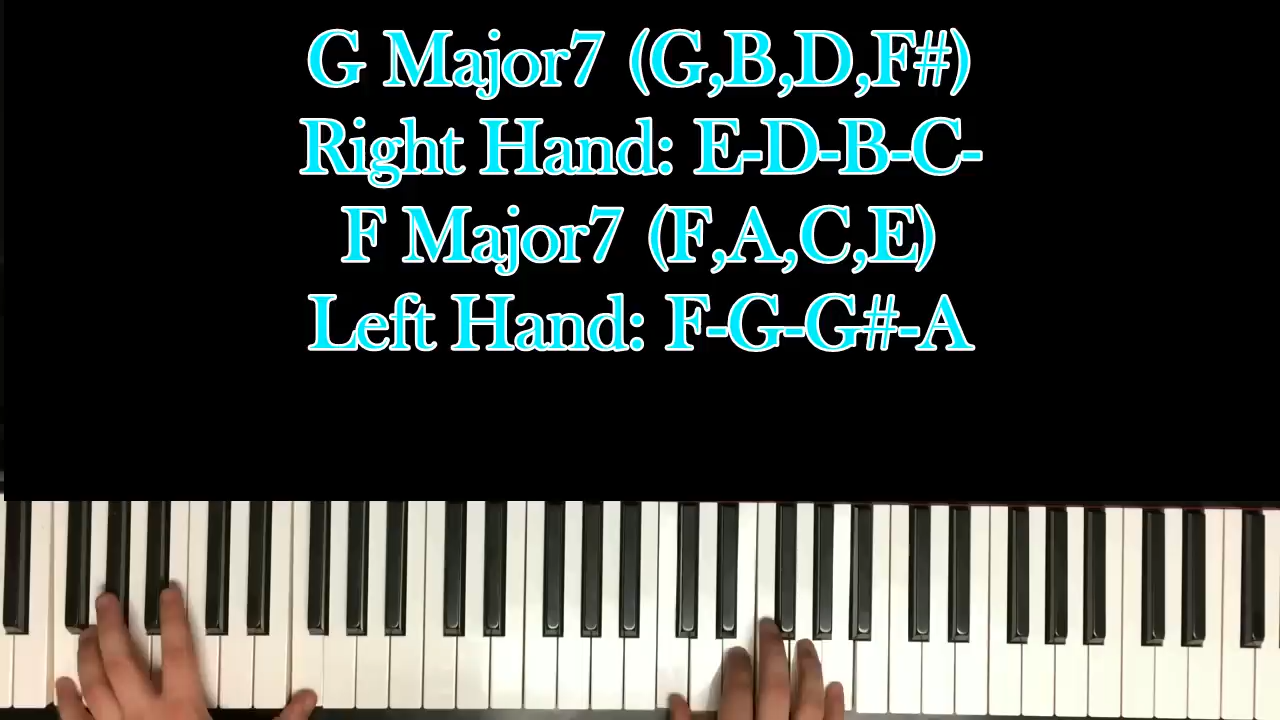 G Major7 (G,B,D,F#)
Right Hand: E-D-B-C-
F Major7 (F,A,C,E)
Left Hand: F-G-G#-A